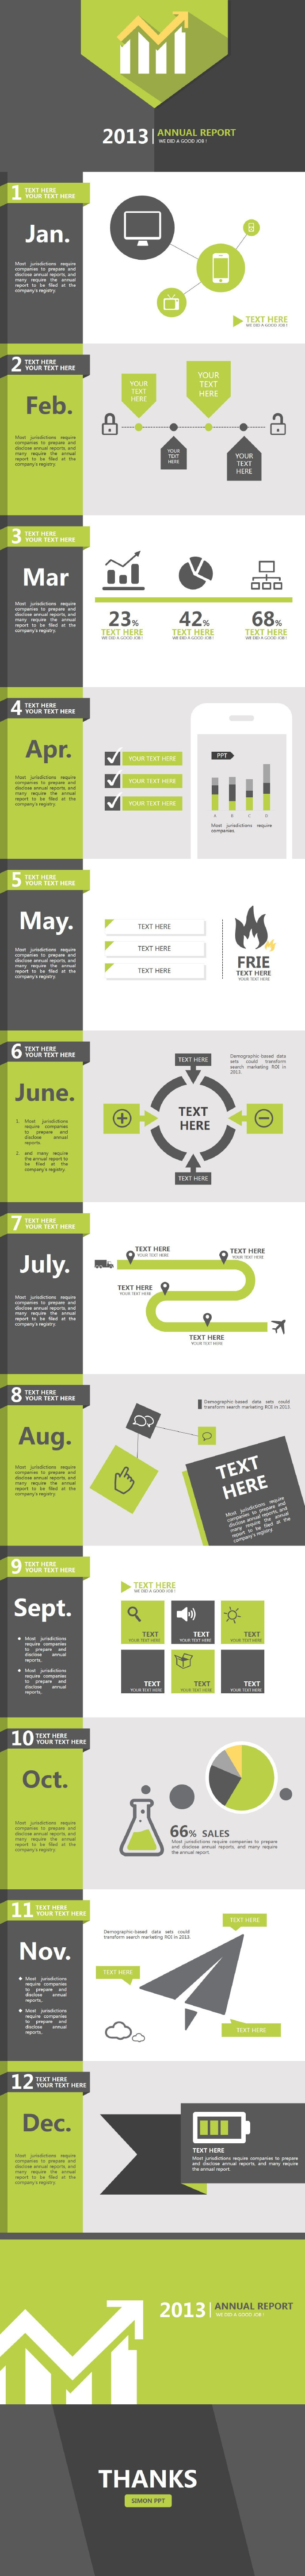 2013 ANNUAL REPORT
WE DID A GOOD JOB !
1 TEXT HERE
YOUR TEXT HERE
Jan.
Most jurisdictions require
companies to prepare and
disclose annual reports, and
many require the annual
report to be filed at the
company's registry.
TEXT HERE
WE DID A GOOD JOB !
2 TEXT HERE
YOUR TEXT HERE
Feb.
Most jurisdictions require
companies to prepare and
disclose annual reports, and
many require the annual
report to be filed at the
company's registry.
YOUR
TEXT
HERE
YOUR
TEXT
HERE
YOUR
TEXT
HERE
YOUR
TEXT
HERE
3 TEXT HERE
YOUR TEXT HERE
Mar
Most jurisdictions require
companies to prepare and
disclose annual reports, and
many require the annual
report to be filed at the
company's registry.
23%
TEXT HERE
WE DID A GOOD JOB !
42%
TEXT HERE
WE DID A GOOD JOB !
68%
TEXT HERE
WE DID A GOOD JOB !
4 TEXT HERE
YOUR TEXT HERE
Apr.
Most jurisdictions require
companies to prepare and
disclose annual reports, and
many require the annual
report to be filed at the
company's registry.
YOUR TEXT HERE
YOUR TEXT HERE
YOUR TEXT HERE
PPT
A B C D
Most jurisdictions require
companies.
5 TEXT HERE
YOUR TEXT HERE
May.
Most jurisdictions require
companies to prepare and
disclose annual reports, and
many require the annual
report to be filed at the
company's registry.
TEXT HERE
TEXT HERE
TEXT HERE
FRIE
TEXT HERE
YOUR TEXT HERE
6 TEXT HERE
YOUR TEXT HERE
June.
1. Most jurisdictions
require companies
to prepare and
disclose annual
reports
2. and many require
the annual report to
be filed at the
company's registry.
TEXT HERE
Demographic-based data
sets could transform
search marketing ROI in
2013.
TEXT
HERE
TEXT HERE
7 TEXT HERE
YOUR TEXT HERE
July.
Most jurisdictions require
companies to prepare and
disclose annual reports, and
many require the annual
report to be filed at the
company's registry.
TEXT HERE
YOUR TEXT HERE
TEXT HERE
YOUR TEXT HERE
TEXT HERE
YOUR TEXT HERE
TEXT HERE
YOUR TEXT HERE
8 TEXT HERE
YOUR TEXT HERE
Aug.
Most jurisdictions require
companies to prepare and
disclose annual reports, and
many require the annual
report to be filed at the
company's registry.
Demographic-based data sets could
transform search marketing ROI in 2013.
TEXT
HERE
Most jurisdictions require
companies to prepare and
disclose annual reports, and
many require the annual
report to be filed at the
company's registry.
9 TEXT HERE
YOUR TEXT HERE
Sept.
Most jurisdictions
require companies
to prepare and
disclose annual
reports,
Most jurisdictions
require companies
to prepare and
disclose annual
reports,
TEXT HERE
WE DID A GOOD JOB !
TEXT
YOUR TEXT HERE
TEXT
YOUR TEXT HERE
TEXT
YOUR TEXT HERE
TEXT
YOUR TEXT HERE
TEXT
YOUR TEXT HERE
TEXT
YOUR TEXT HERE
10 TEXT HERE
YOUR TEXT HERE
Oct.
Most jurisdictions require
companies to prepare and
disclose annual reports, and
many require the annual
report to be filed at the
company's registry.
66% SALES
Most jurisdictions require companies to prepare
and disclose annual reports, and many require
the annual report.
11 TEXT HERE
YOUR TEXT HERE
Nov.
Most jurisdictions
require companies
to prepare and
disclose annual
reports,
Most jurisdictions
require companies
to prepare and
disclose annual
reports,
TEXT HERE
Demographic-based data sets could
transform search marketing ROI in 2013.
TEXT HERE
TEXT HERE
12 TEXT HERE
YOUR TEXT HERE
Dec.
Most jurisdictions require
companies to prepare and
disclose annual reports, and
many require the annual
report to be filed at the
company's registry.
TEXT HERE
Most jurisdictions require companies to prepare
and disclose annual reports, and many require
the annual report.
2013 ANNUAL REPORT
WE DID A GOOD JOB !
THANKS
SIMON PPT